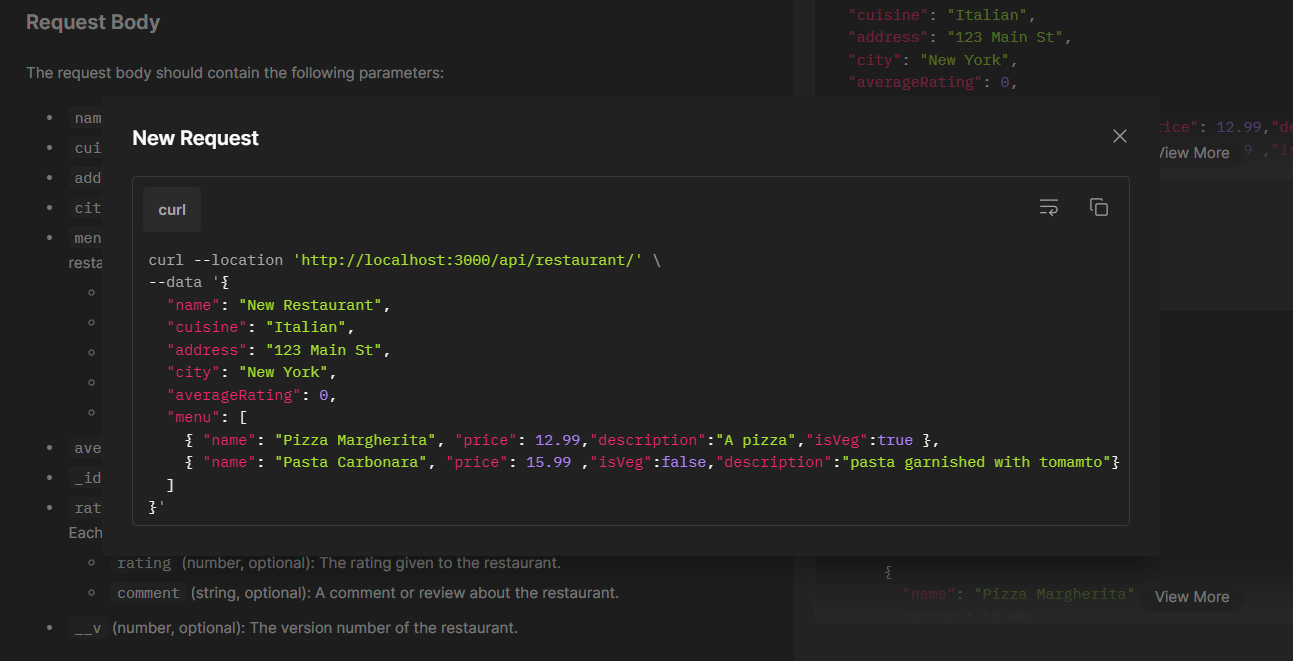 Request Body
The request body should contain the following parameters:
nam
cui
add
cit
men
resta
ave
_id
rat
Each
rating (number, optional): The rating given to the restaurant.
comment (string, optional): A comment or review about the restaurant.
__v (number, optional): The version number of the restaurant.
"cuisine": "Italian",
"address": "123 Main St",
"city": "New York",
"averageRating": 0,
ice": 12.99,"de
View More
9 ,"is
New Request
curl
curl --location 'http://localhost:3000/api/restaurant/' \
--data '{
"name": "New Restaurant",
"cuisine": "Italian",
"address": "123 Main St",
"city": "New York",
"averageRating": 0,
"menu": [
{ "name": "Pizza Margherita", "price": 12.99,"description":"A pizza","isVeg":true },
{ "name": "Pasta Carbonara", "price": 15.99 ,"isVeg":false,"description":"pasta garnished with tomamto"}
]
}'
{
"name": "Pizza Margherita"
View More